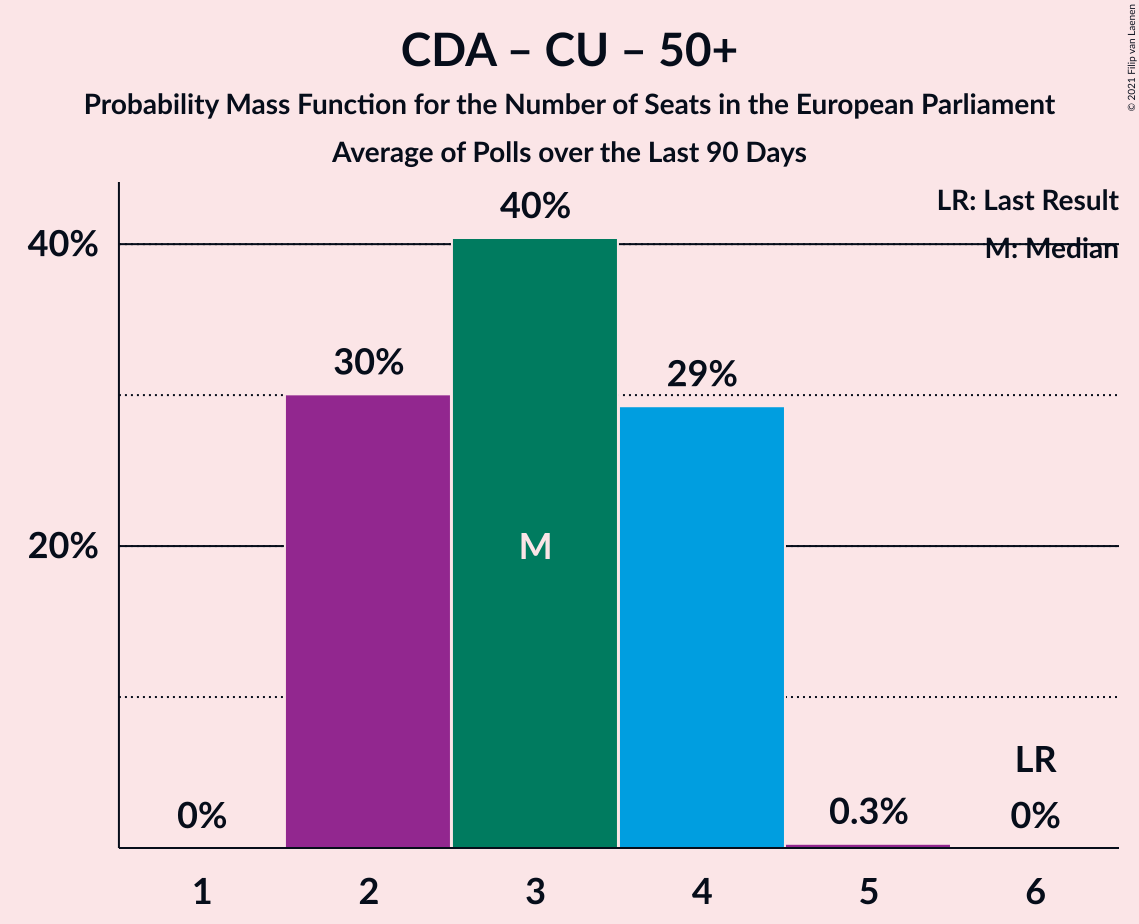 CDA – CU – 50+
Probability Mass Function for the Number of Seats in the European Parliament
Average of Polls over the Last 90 Days
© 2021 Filip van Laenen
LR: Last Result
M: Median
40%
20%
0%
30%
40%
M
29%
0.3%
LR
0%
1
2
3
4
5
6